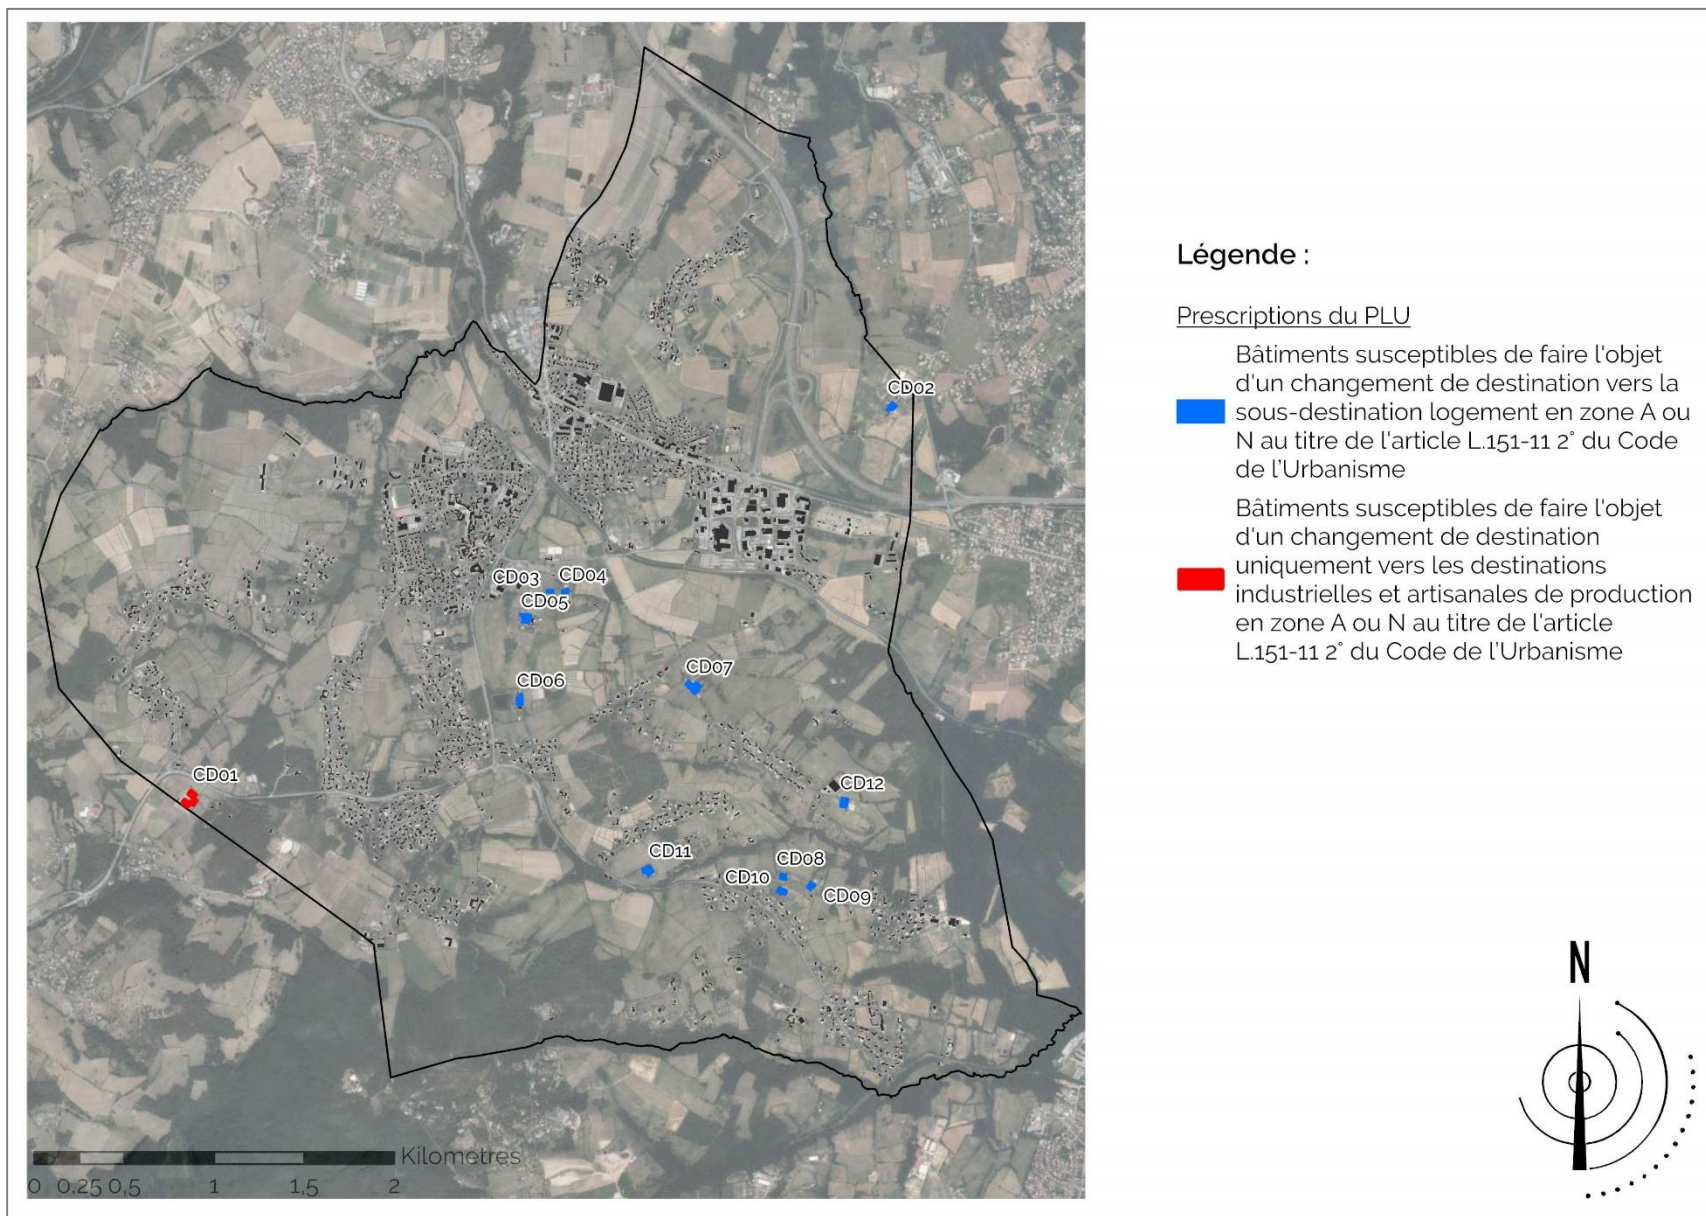 Légende :
Prescriptions du PLU
Bâtiments susceptibles de faire l'objet
d'un changement de destination vers la
sous-destination logement en zone A ou
N au titre de l'article L.151-11 2° du Code
de l'Urbanisme
Bâtiments susceptibles de faire l'objet
d'un changement de destination
uniquement vers les destinations
industrielles et artisanales de production
en zone A ou N au titre de l'article
L.151-11 2° du Code de l'Urbanisme
CD02
CD03 CD04
CD05
CD06
CD07
CD01
CD12
CD11
CD08
CD10
CD09
N
Kilomètres
0 0,25 0,5 1 1,5 2